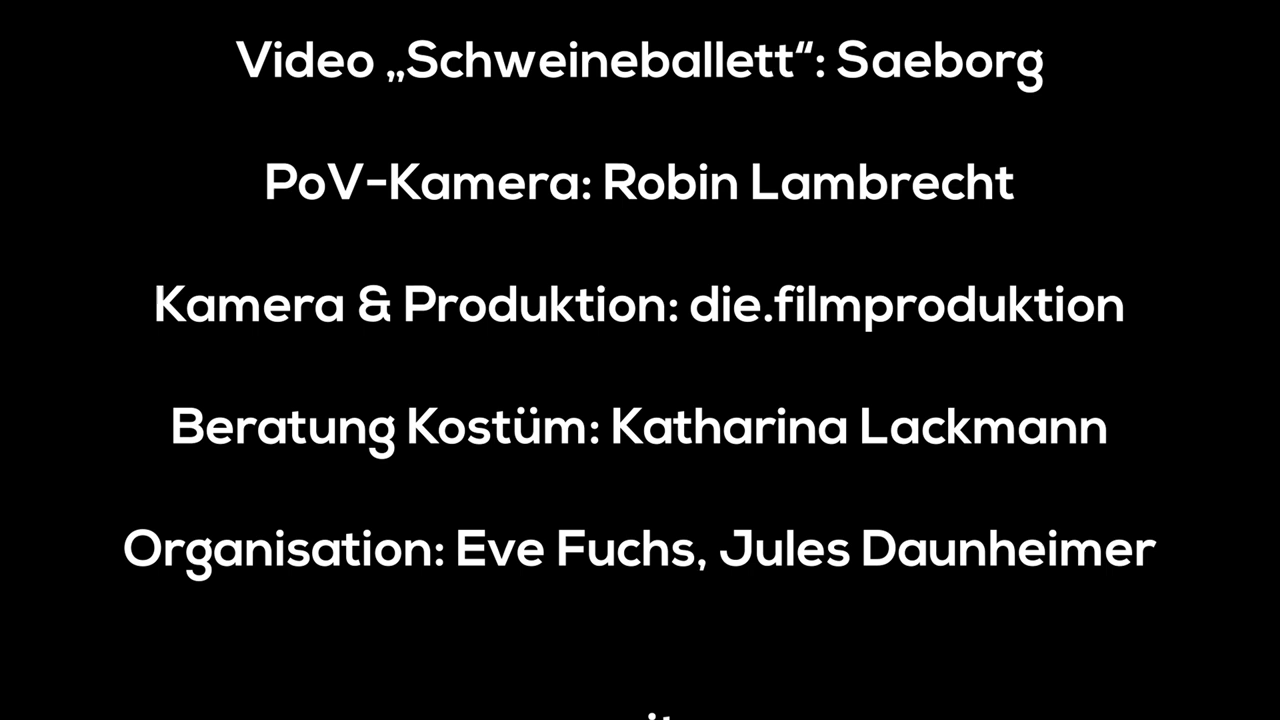 Video „Schweineballett“: Saeborg
PoV-Kamera: Robin Lambrecht
Kamera & Produktion: die.filmproduktion
Beratung Kostüm: Katharina Lackmann
Organisation: Eve Fuchs, Jules Daunheimer